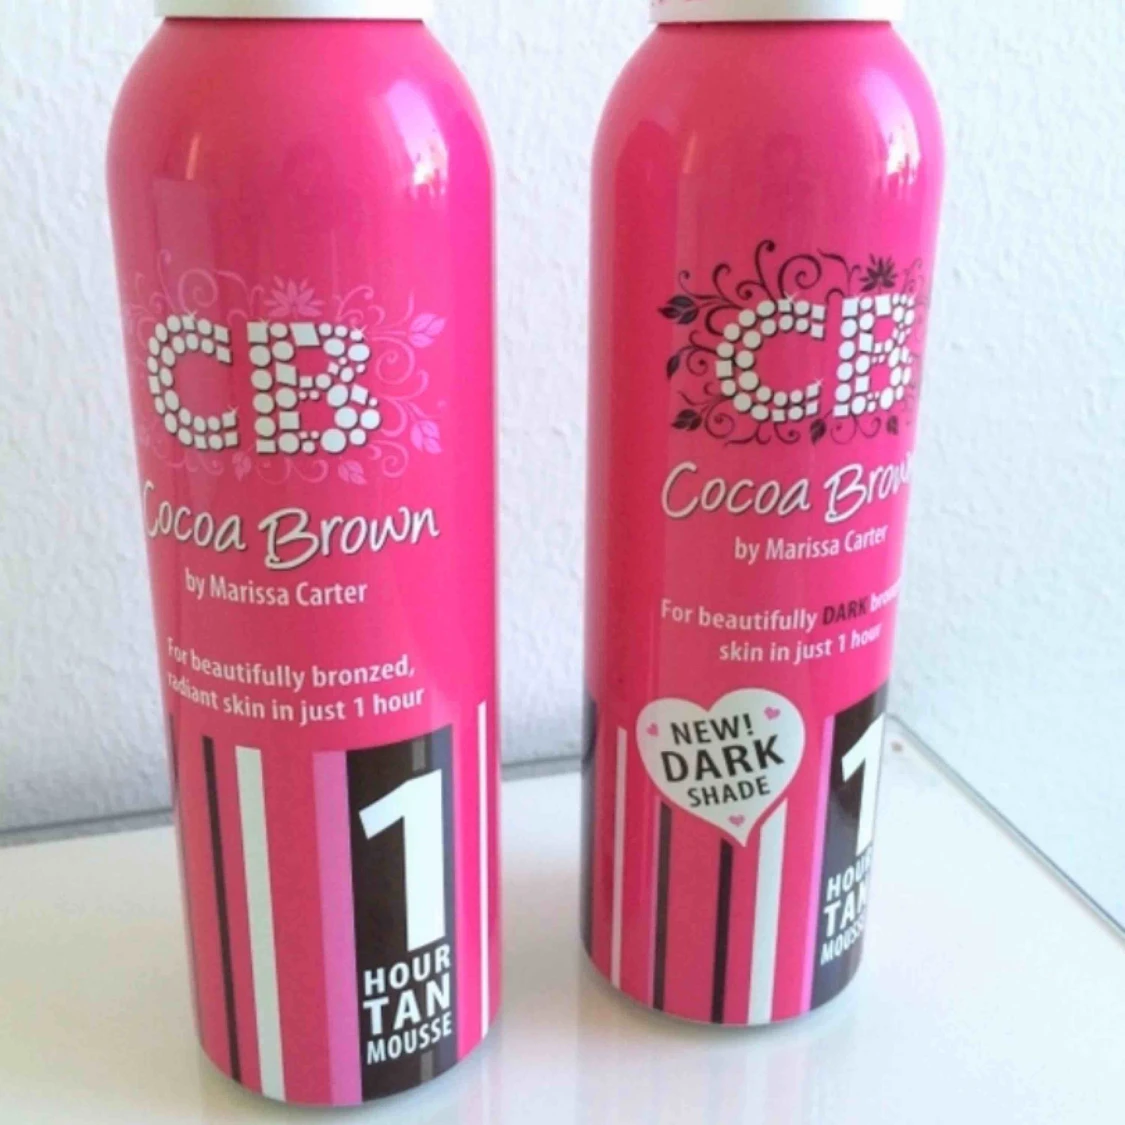 CB
Cocoa Brown
by Marissa Carter
For beautifully bronzed,
radiant skin in just 1 hour
1
HOUR
TAN
MOUSSE
CB
Cocoa Brown
by Marissa Carter
For beautifully DARK
skin in just 1 hour
NEW!
DARK
SHADE
1
HOUR
TAN
MOUSSE